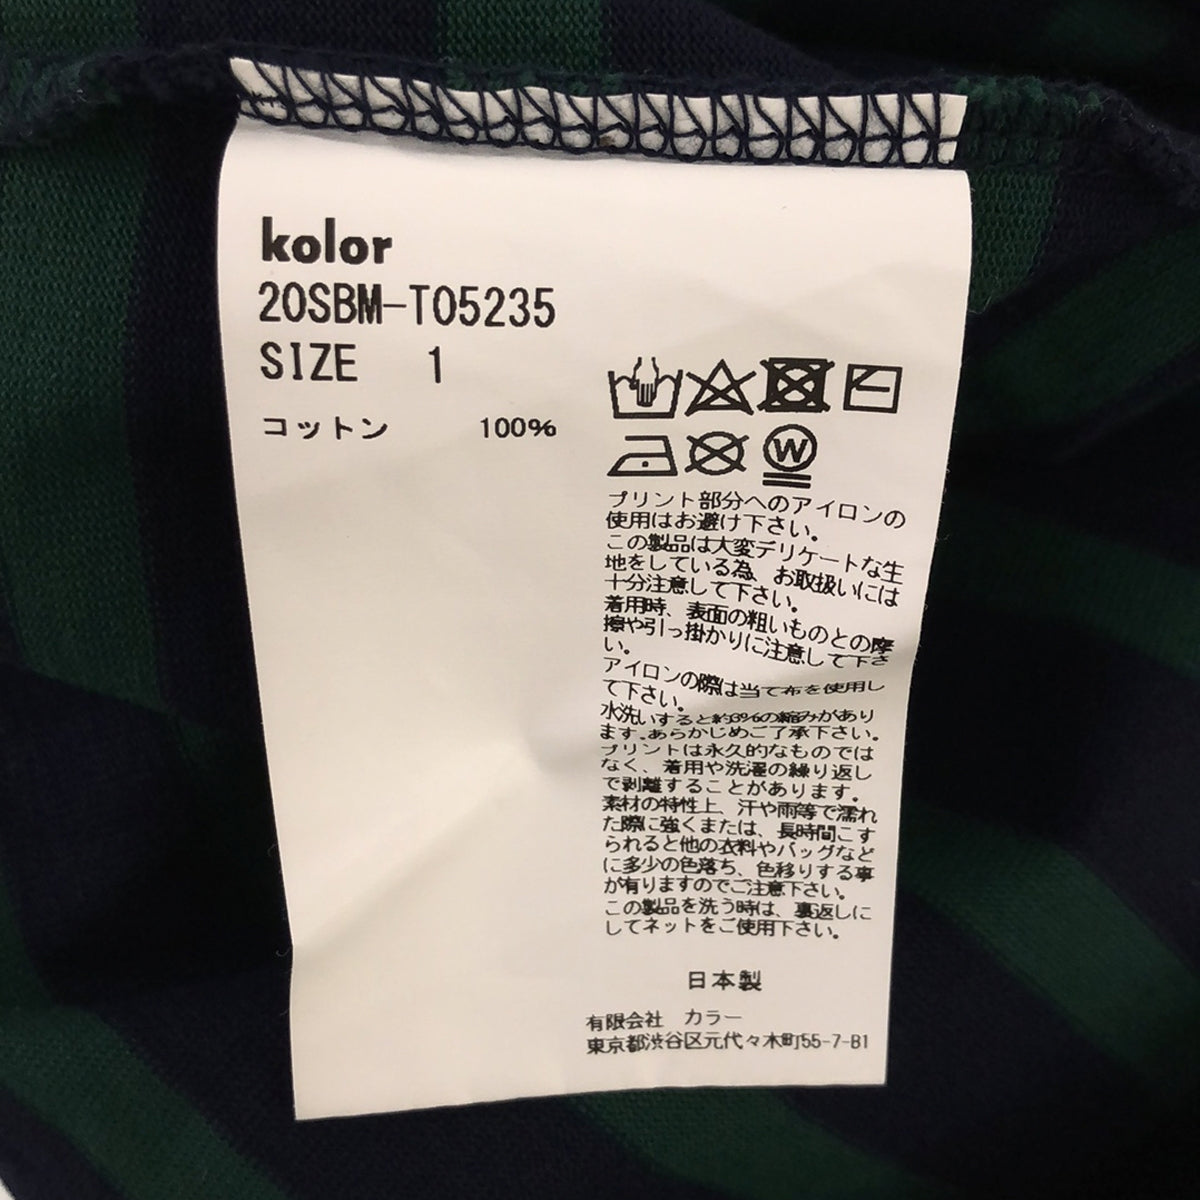 kolor
20SBM-T05235
SIZE 1
コットン 100%
W
プリント部分へのアイロンの
使用はお避け下さい。
この製品は大変デリケートな生
地をしている為、お取扱いには
十分注意して下さい。
着用時、表面の粗いものとの摩
擦や引っ掛かりに注意して下さ
い。
アイロンの際は当て布を使用し
て下さい。
水洗いすると約3%の縮みがあり
ます。あらかじめご了承下さい。
プリントは永久的なものでは
なく、着用や洗濯の繰り返し
で剥離することがあります。
素材の特性上、汗や雨等で濡れ
た際に強くまたは、長時間こす
られると他の衣料やバッグなど
に多少の色落ち、色移りする事
が有りますのでご注意下さい。
この製品を洗う時は、裏返しに
してネットをご使用下さい。
日本製
有限会社 カラー
東京都渋谷区元代々木町55-7-B1